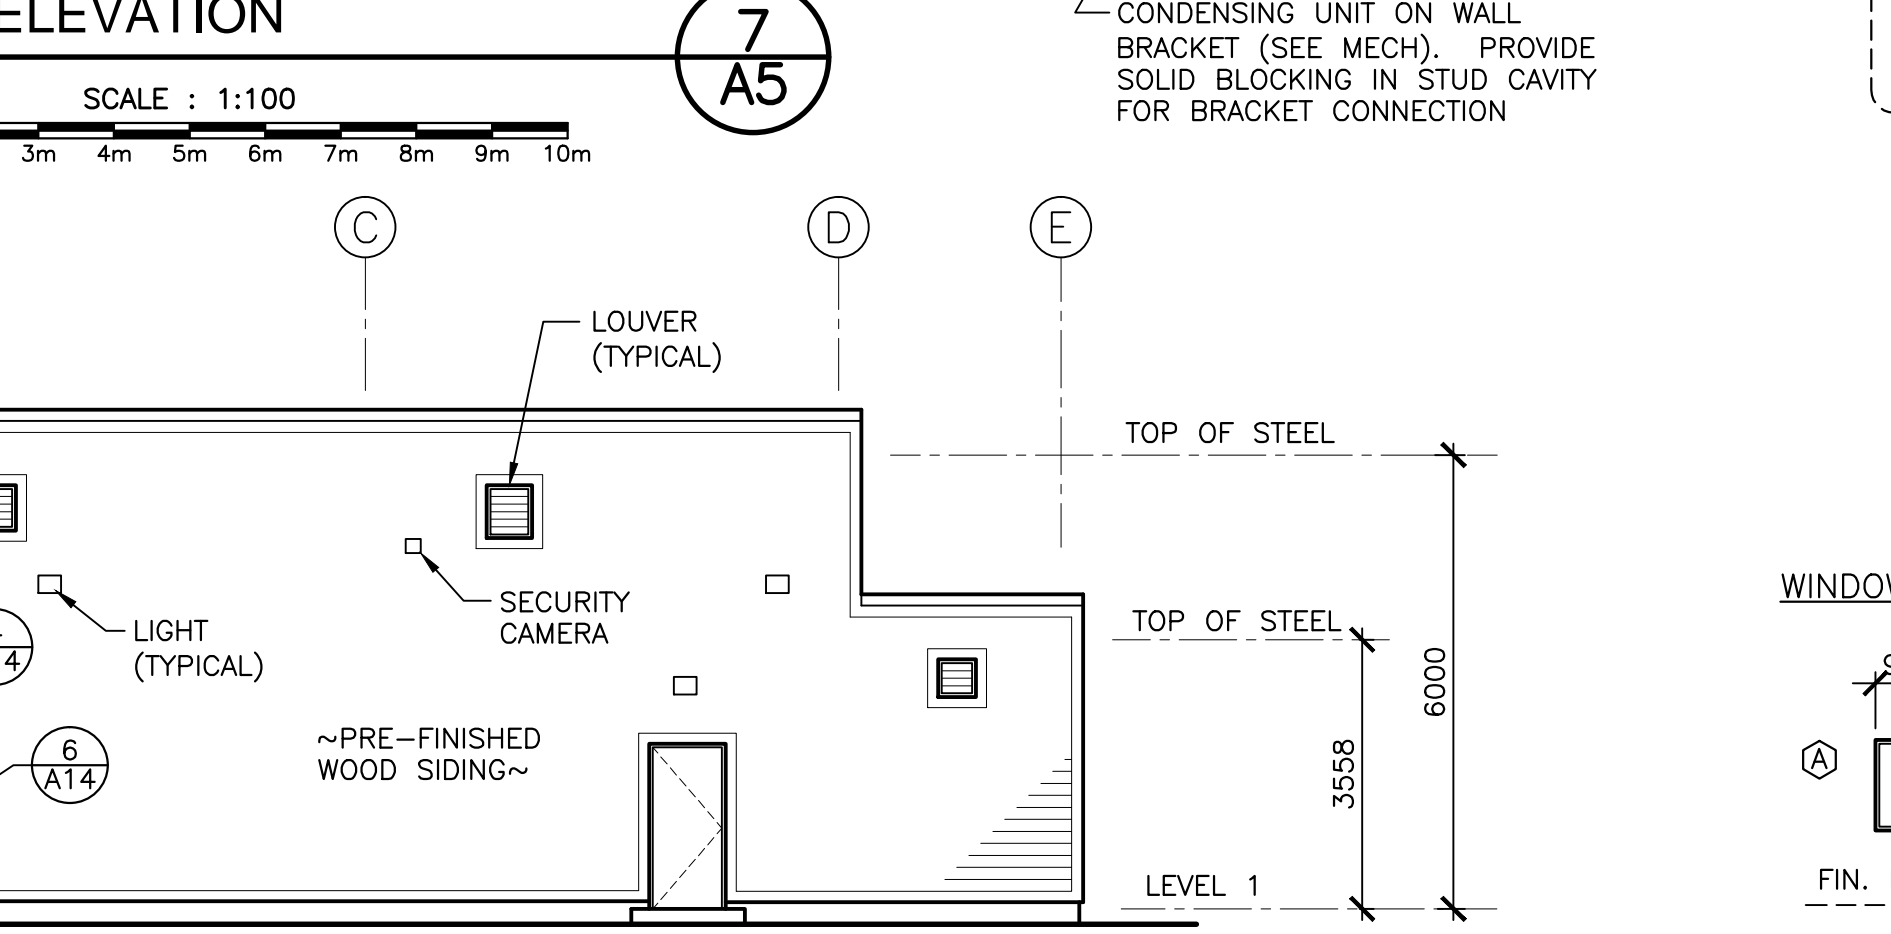 ELEVATION
7
A5
SCALE : 1:100
3m 4m 5m 6m 7m 8m 9m 10m
CONDENSING UNIT ON WALL
BRACKET (SEE MECH). PROVIDE
SOLID BLOCKING IN STUD CAVITY
FOR BRACKET CONNECTION
C
D
E
LOUVER
(TYPICAL)
TOP OF STEEL
SECURITY
CAMERA
LIGHT
(TYPICAL)
TOP OF STEEL
6000
3558
4
6
A14
~PRE-FINISHED
WOOD SIDING~
LEVEL 1
WINDOW
A
FIN.